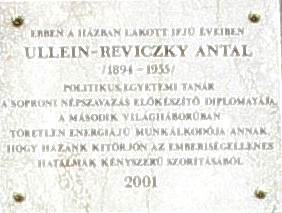 EBBEN A HÁZBAN LAKOTT IFJÚ ÉVEIBEN
ULLEIN-REVICZKY ANTAL
/1894 - 1955/
POLITIKUS, EGYETEMI TANÁR
A SOPRONI NÉPSZAVAZÁS ELŐKÉSZÍTŐ DIPLOMATÁJA,
A MÁSODIK VILÁGHÁBORÚBAN
TÖRETLEN ENERGIÁJÚ MUNKÁLKODÓJA ANNAK,
HOGY HAZÁNK KITÖRJÖN AZ EMBERISÉGELLENES
HATALMAK KÉNYSZERŰ SZORÍTÁSÁBÓL
2001